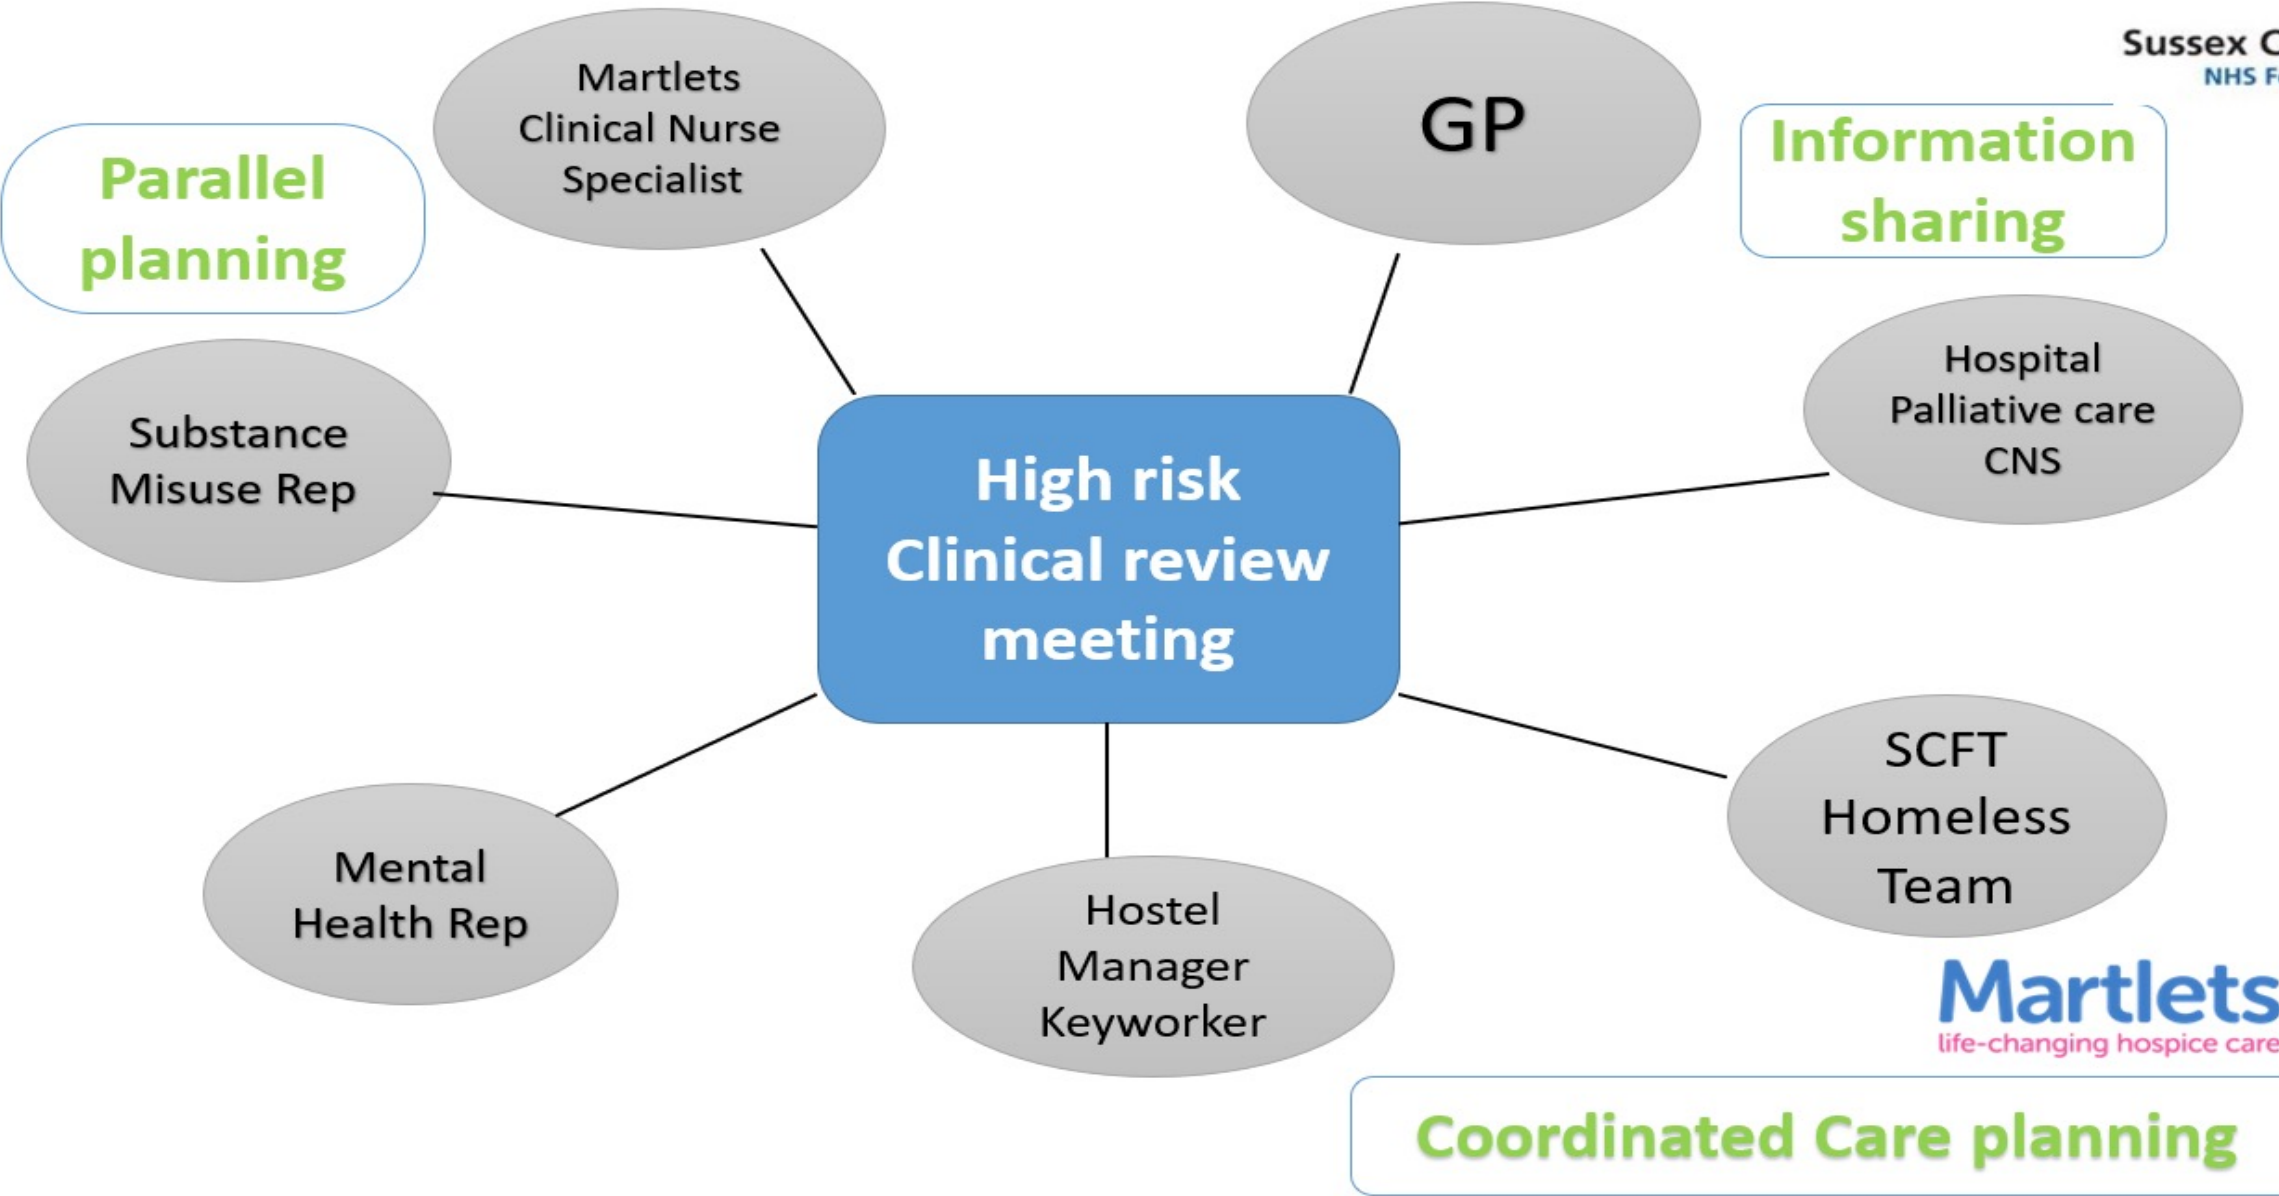 Martlets
Clinical Nurse
Specialist
GP
Sussex
NHS
Parallel
planning
Information
sharing
Substance
Misuse Rep
Hospital
Palliative care
CNS
High risk
Clinical review
meeting
Mental
Health Rep
Hostel
Manager
Keyworker
SCFT
Homeless
Team
Martlets
life-changing hospice care
Coordinated Care planning